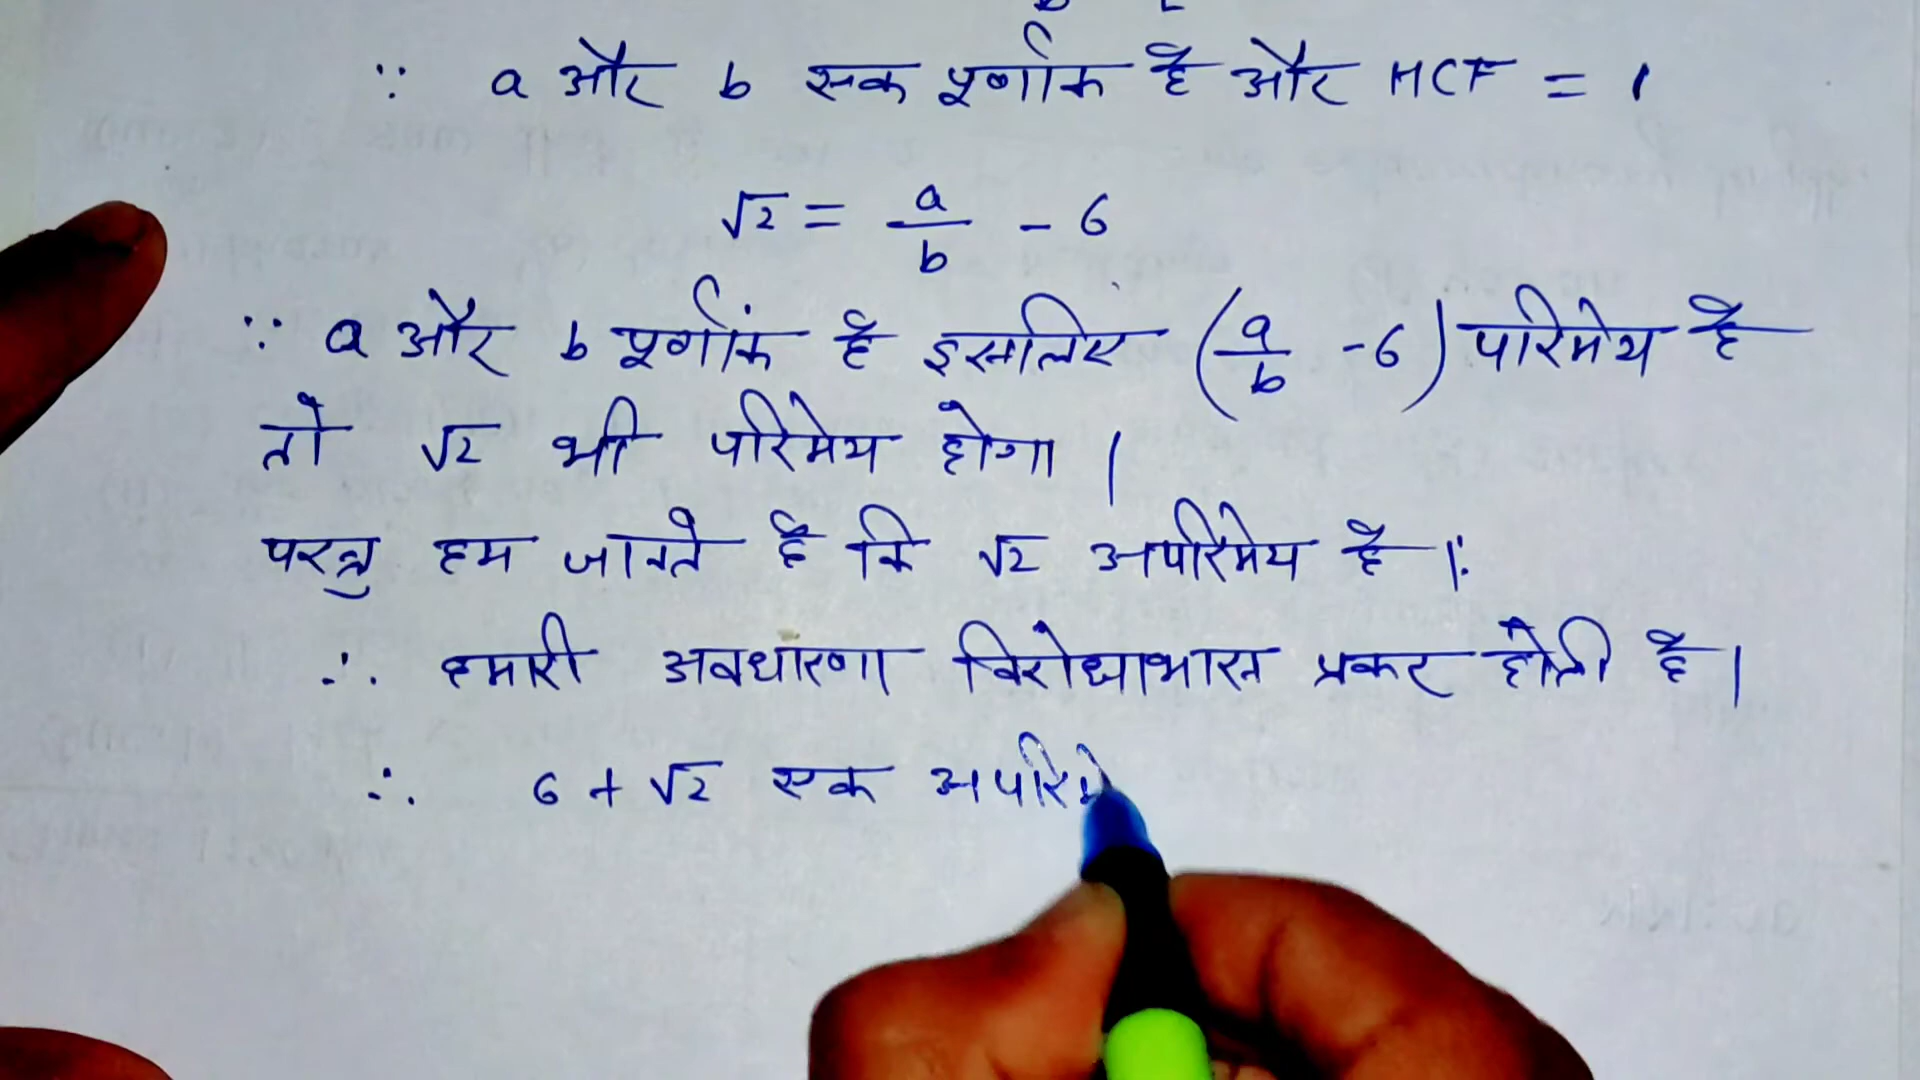 ∵ a और b एक पूर्णांक है और HCF = 1
√2 = a/b - 6
∵ a और b पूर्णांक है इसलिए (a/b - 6) परिमेय है
तो √2 भी परिमेय होगा |
परन्तु हम जानते है कि √2 अपरिमेय है |
∴ हमारी अवधारणा विरोधाभास प्रकट होती है |
∴ 6 + √2 एक अपरिमे